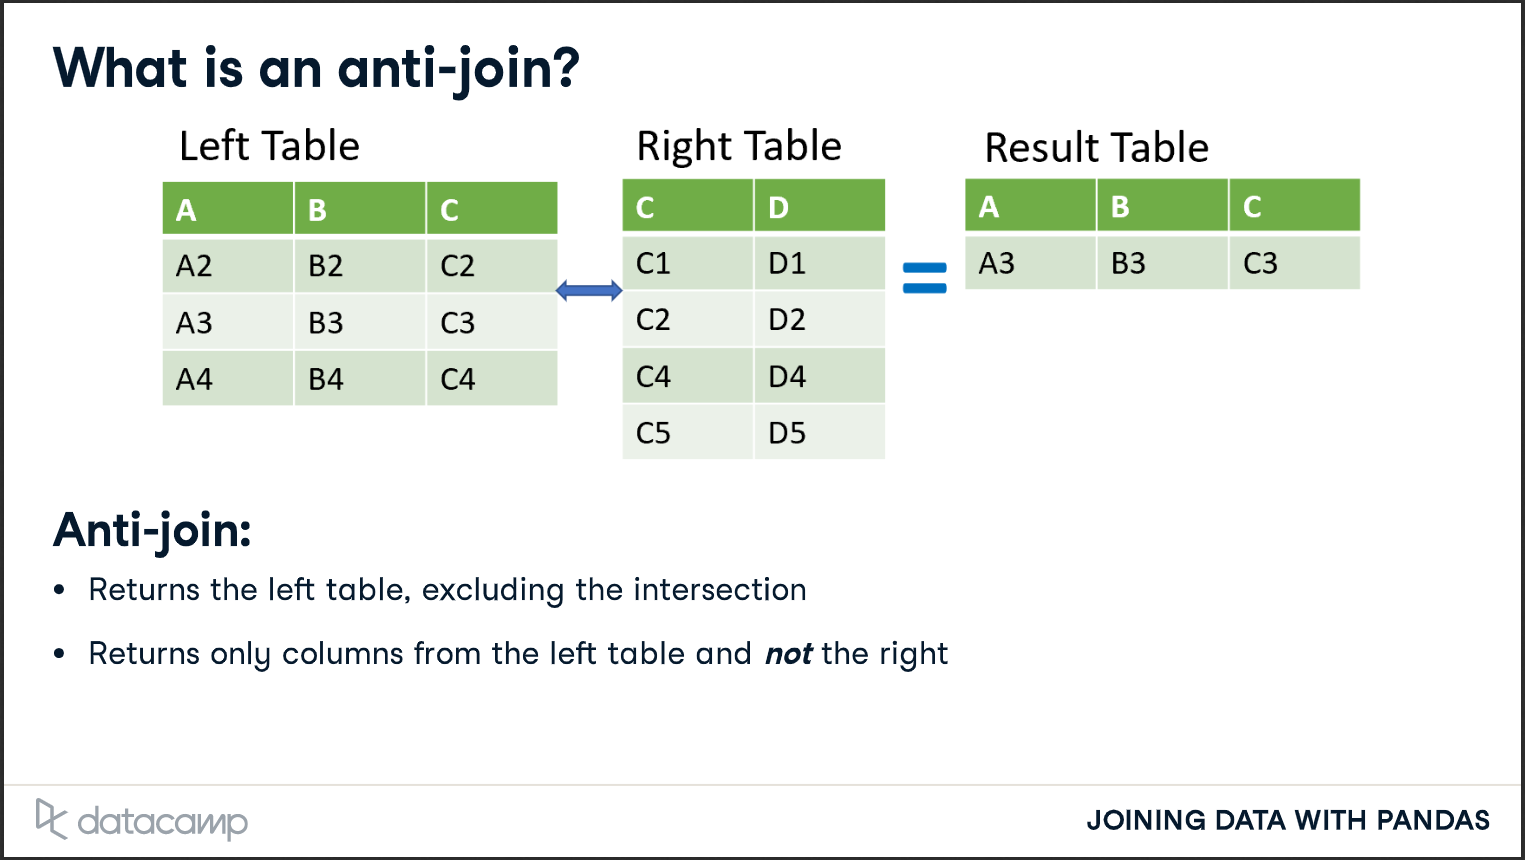 What is an anti-join?
Left Table
A B C
A2 B2 C2
A3 B3 C3
A4 B4 C4
Right Table
C D
C1 D1
C2 D2
C4 D4
C5 D5
=
Result Table
A B C
A3 B3 C3
Anti-join:
• Returns the left table, excluding the intersection
• Returns only columns from the left table and not the right
datacamp
JOINING DATA WITH PANDAS